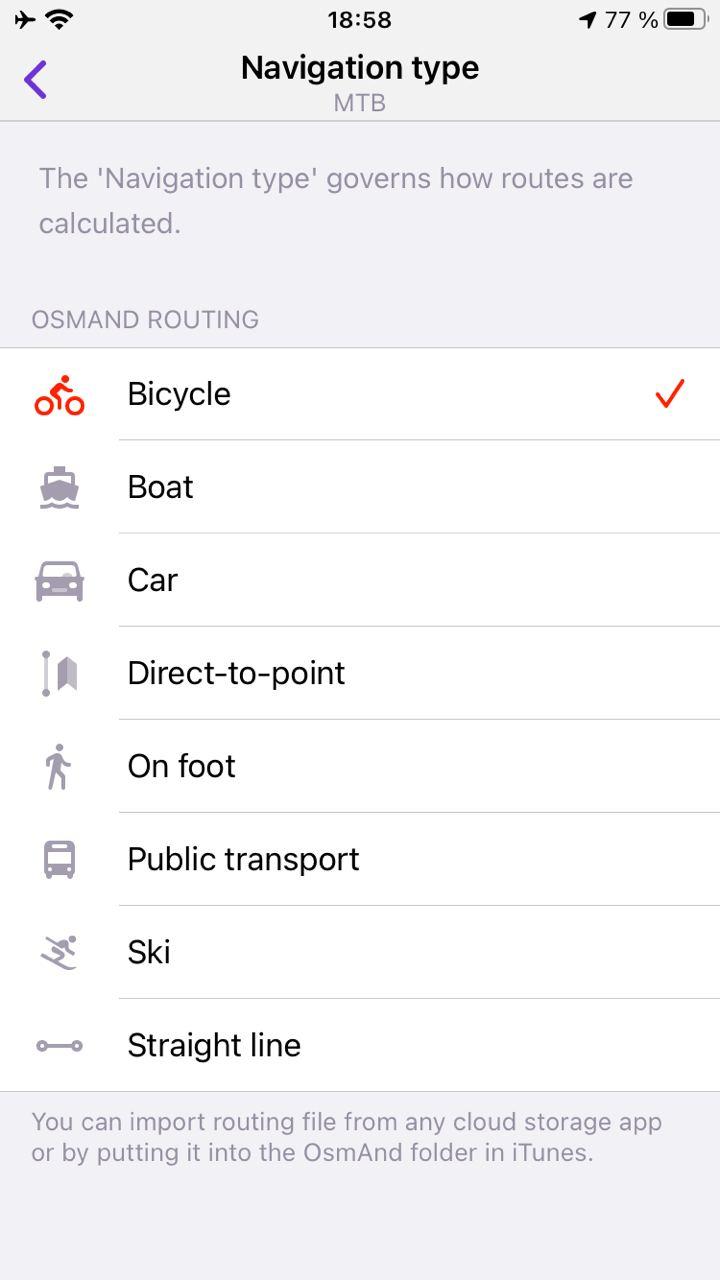 18:58
77 %
Navigation type
MTB
The 'Navigation type' governs how routes are
calculated.
OSMAND ROUTING
Bicycle
Boat
Car
Direct-to-point
On foot
Public transport
Ski
Straight line
You can import routing file from any cloud storage app
or by putting it into the OsmAnd folder in iTunes.